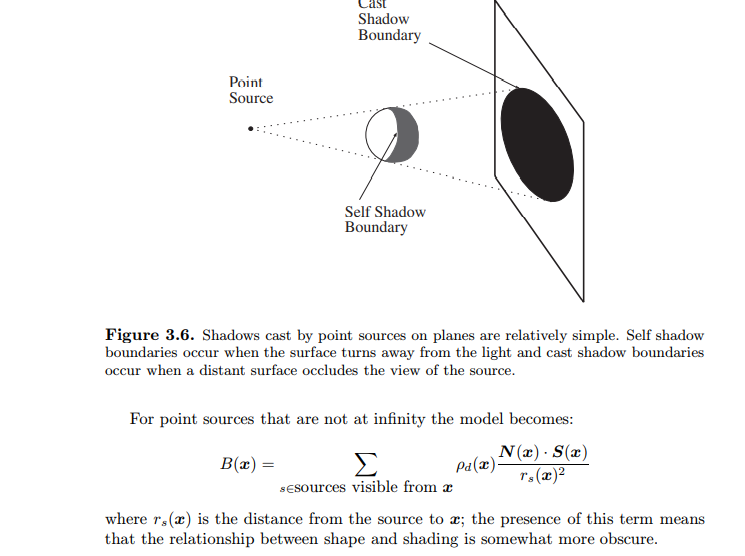 Cast
Shadow
Boundary
Point
Source
Self Shadow
Boundary
Figure 3.6. Shadows cast by point sources on planes are relatively simple. Self shadow
boundaries occur when the surface turns away from the light and cast shadow boundaries
occur when a distant surface occludes the view of the source.
For point sources that are not at infinity the model becomes:
B(x) = ∑ ρd(x) N(x) · S(x) / rs(x)²
s∈sources visible from x
where rs(x) is the distance from the source to x; the presence of this term means
that the relationship between shape and shading is somewhat more obscure.